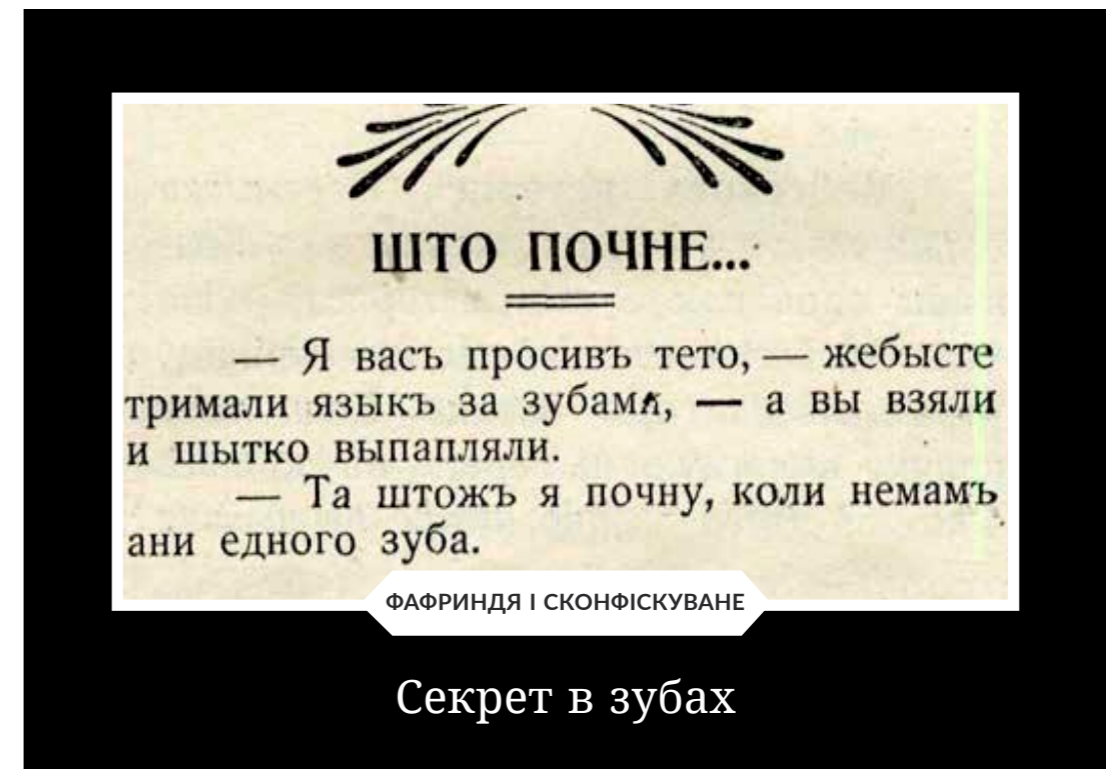 ШТО ПОЧНЕ...
— Я васъ просивъ тето, — жебысте
тримали языкъ за зубами, — а вы взяли
и шытко выпапляли.
— Та штожъ я почну, коли немамъ
ани едного зуба.
ФАФРИНДЯ І СКОНФІСКУВАНЕ
Секрет в зубах